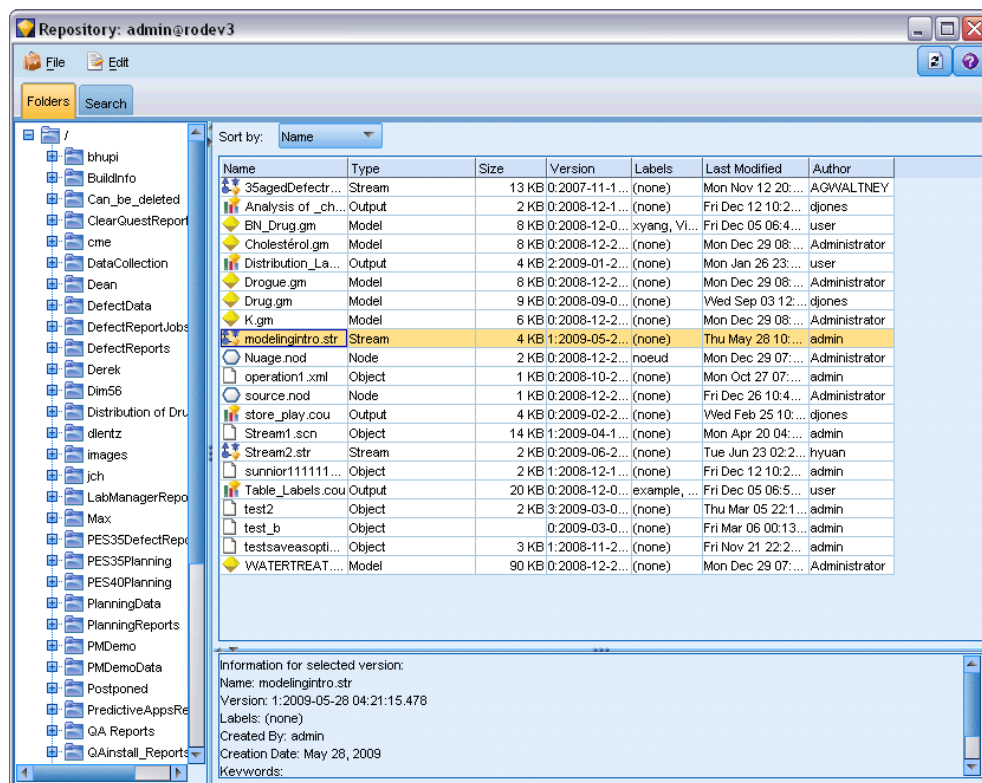 Repository: admin@rodev3
File Edit
Folders Search
/
bhupi
BuildInfo
Can_be_deleted
ClearQuestReport
cme
DataCollection
Dean
DefectData
DefectReportJobs
DefectReports
Derek
Dim56
Distribution of Dru
dlentz
images
jch
LabManagerRepo
Max
PES35DefectRepo
PES35Planning
PES40Planning
PlanningData
PlanningReports
PMDemo
PMDemoData
Postponed
PredictiveAppsRe
QA Reports
QAinstall_Reports
Sort by: Name
Name Type Size Version Labels Last Modified Author
35agedDefectr... Stream 13 KB 0:2007-11-1... (none) Mon Nov 12 20:... AGWALTNEY
Analysis of _ch... Output 2 KB 0:2008-12-1... (none) Fri Dec 12 10:2... djones
BN_Drug.gm Model 8 KB 0:2008-12-0... xyang, Vi... Fri Dec 05 06:4... user
Cholestérol.gm Model 8 KB 0:2008-12-2... (none) Mon Dec 29 08:... Administrator
Distribution_La... Output 4 KB 2:2009-01-2... (none) Mon Jan 26 23:... user
Drogue.gm Model 8 KB 0:2008-12-2... (none) Mon Dec 29 08:... Administrator
Drug.gm Model 9 KB 0:2008-09-0... (none) Wed Sep 03 12:... djones
K.gm Model 6 KB 0:2008-12-2... (none) Mon Dec 29 08:... Administrator
modelingintro.str Stream 4 KB 1:2009-05-2... (none) Thu May 28 10:... admin
Nuage.nod Node 2 KB 0:2008-12-2... noeud Mon Dec 29 07:... Administrator
operation1.xml Object 1 KB 0:2008-10-2... (none) Mon Oct 27 07:... admin
source.nod Node 1 KB 0:2008-12-2... (none) Fri Dec 26 10:4... Administrator
store_play.cou Output 4 KB 0:2009-02-2... (none) Wed Feb 25 10:... djones
Stream1.scn Object 14 KB 1:2009-04-1... (none) Mon Apr 20 04:... admin
Stream2.str Stream 2 KB 0:2009-06-2... (none) Tue Jun 23 02:2... hyuan
sunnior111111... Object 2 KB 1:2008-12-1... (none) Fri Dec 12 10:2... admin
Table_Labels.cou Output 20 KB 0:2008-12-0... example, ... Fri Dec 05 06:5... user
test2 Object 2 KB 3:2009-03-0... (none) Thu Mar 05 22:1... admin
test_b Object 0:2009-03-0... (none) Fri Mar 06 00:13... admin
testsaveasopti... Object 3 KB 1:2008-11-2... (none) Fri Nov 21 22:2... admin
WATERTREAT.... Model 90 KB 0:2008-12-2... (none) Mon Dec 29 07:... Administrator
Information for selected version:
Name: modelingintro.str
Version: 1:2009-05-28 04:21:15.478
Labels: (none)
Created By: admin
Creation Date: May 28, 2009
Keywords: